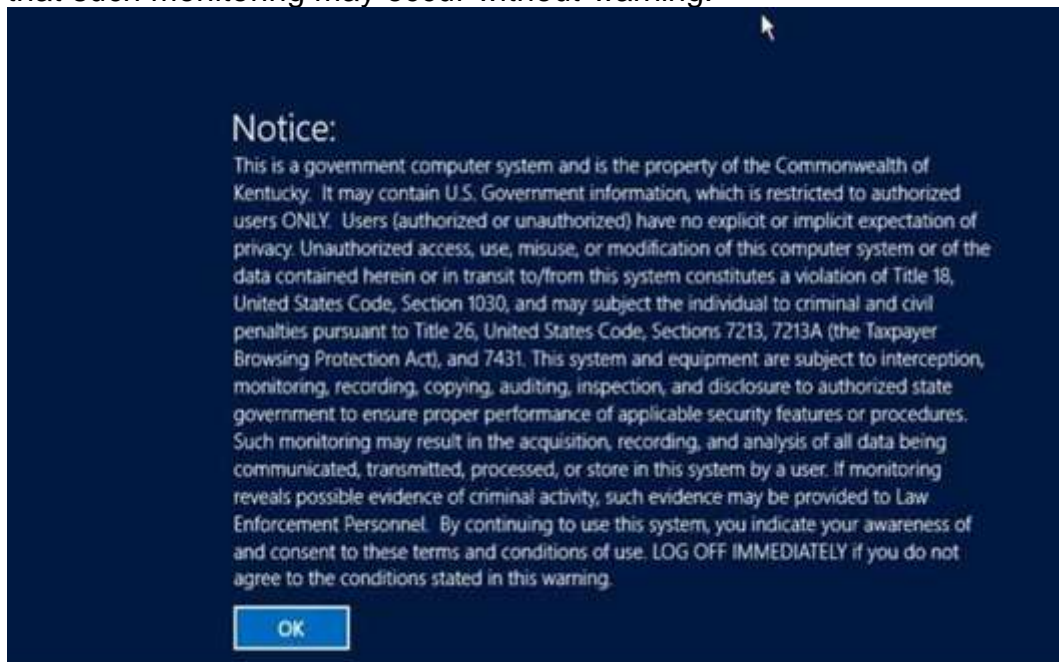 that such monitoring may occur without warning.
Notice:
This is a government computer system and is the property of the Commonwealth of
Kentucky. It may contain U.S. Government information, which is restricted to authorized
users ONLY. Users (authorized or unauthorized) have no explicit or implicit expectation of
privacy. Unauthorized access, use, misuse, or modification of this computer system or of the
data contained herein or in transit to/from this system constitutes a violation of Title 18,
United States Code, Section 1030, and may subject the individual to criminal and civil
penalties pursuant to Title 26, United States Code, Sections 7213, 7213A (the Taxpayer
Browsing Protection Act), and 7431. This system and equipment are subject to interception,
monitoring, recording, copying, auditing, inspection, and disclosure to authorized state
government to ensure proper performance of applicable security features or procedures.
Such monitoring may result in the acquisition, recording, and analysis of all data being
communicated, transmitted, processed, or store in this system by a user. If monitoring
reveals possible evidence of criminal activity, such evidence may be provided to Law
Enforcement Personnel. By continuing to use this system, you indicate your awareness of
and consent to these terms and conditions of use. LOG OFF IMMEDIATELY if you do not
agree to the conditions stated in this warning.
OK